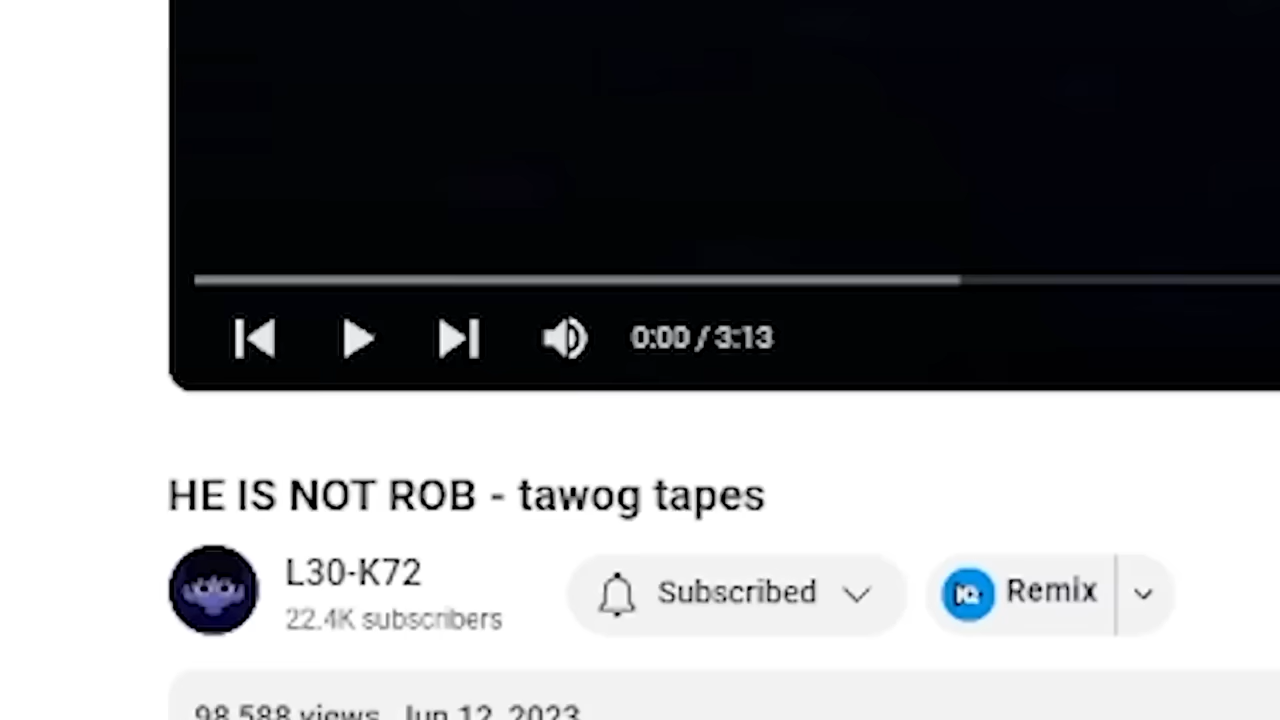 0:00 / 3:13
HE IS NOT ROB - tawog tapes
L30-K72
22.4K subscribers
Subscribed
IQ
Remix
98,588 views Jun 12, 2023